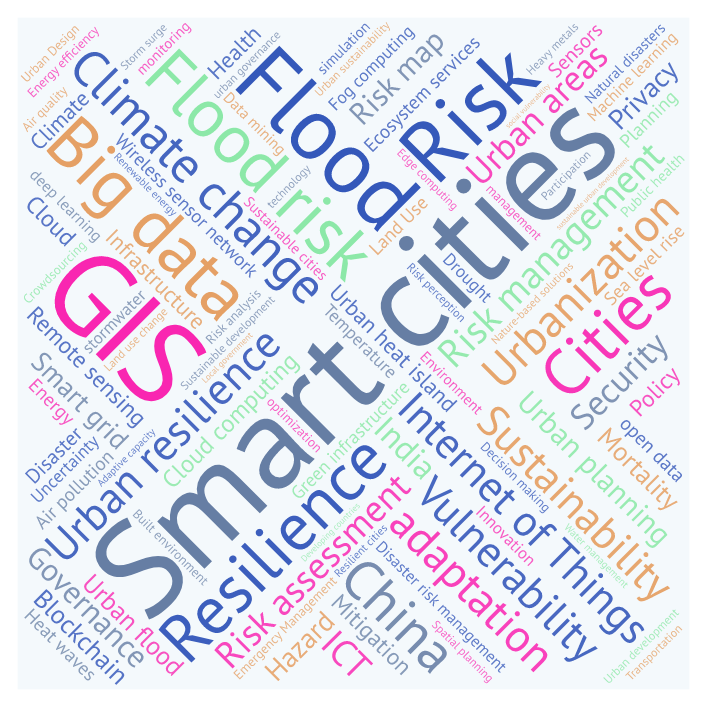 Urban Design
Energy efficiency
Storm surge
monitoring
Health
urban governance
simulation
Urban sustainability
Fog computing
Risk map
Ecosystem services
Heavy metals
Sensors
Natural disasters
Machine learning
Privacy
Planning
Public health
Air quality
Climate
Climate change
Flood risk
Flood
Risk
Urban areas
Data mining
Wireless sensor network
Renewable energy
technology
Big data
deep learning
Cloud
Crowdsourcing
Infrastructure
Sustainable cities
Land Use
Edge computing
management
Participation
Sustainable urban development
Risk management
Urbanization
Sea level rise
Smart cities
GIS
stormwater
Land use change
Risk analysis
Sustainable development
Local government
Remote sensing
Smart grid
Energy
Disaster
Uncertainty
Air pollution
Adaptive capacity
Urban resilience
Cloud computing
optimization
Green infrastructure
Temperature
Urban heat island
Drought
Risk perception
Nature-based solutions
Environment
Cities
Security
Policy
open data
Mortality
Urban planning
Sustainability
Decision making
Internet of Things
India
Vulnerability
Innovation
Water management
Built environment
Resilience
Developing countries
Resilient cities
Risk assessment
adaptation
Disaster risk management
Spatial planning
China
Mitigation
ICT
Hazard
Emergency Management
Governance
Urban flood
Blockchain
Heat waves
Urban development
Transportation